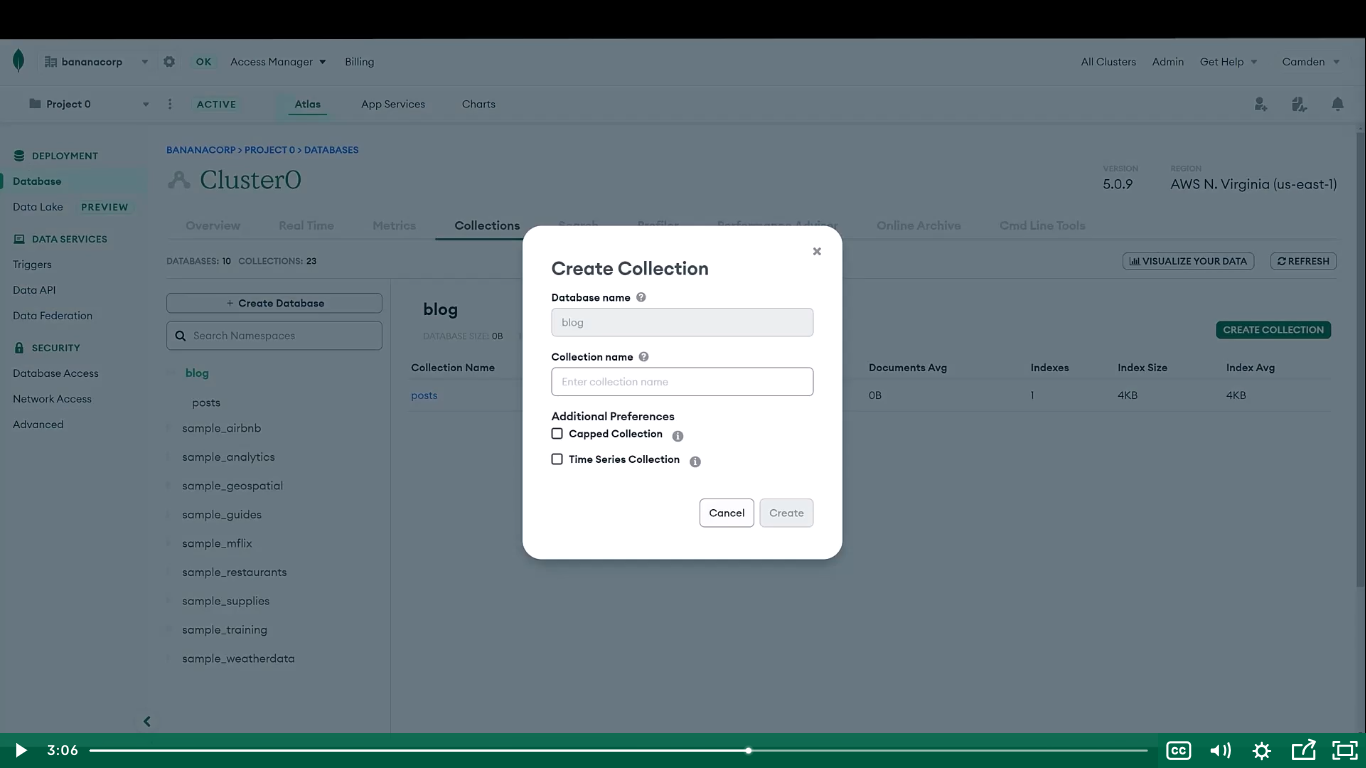 bananacorp OK Access Manager Billing All Clusters Admin Get Help Camden
Project 0 ACTIVE Atlas App Services Charts
DEPLOYMENT
Database
Data Lake PREVIEW
DATA SERVICES
Triggers
Data API
Data Federation
SECURITY
Database Access
Network Access
Advanced
BANANACORP > PROJECT 0 > DATABASES
Cluster0
VERSION REGION
5.0.9 AWS N. Virginia (us-east-1)
Overview Real Time Metrics Collections Search Profiler Performance Advisor Online Archive Cmd Line Tools
DATABASES: 10 COLLECTIONS: 23
VISUALIZE YOUR DATA REFRESH
+ Create Database
Search Namespaces
blog
posts
sample_airbnb
sample_analytics
sample_geospatial
sample_guides
sample_mflix
sample_restaurants
sample_supplies
sample_training
sample_weatherdata
blog
DATABASE SIZE: 0B
CREATE COLLECTION
Collection Name Documents Avg Indexes Index Size Index Avg
posts 0B 1 4KB 4KB
Create Collection
Database name
blog
Collection name
Enter collection name
Additional Preferences
Capped Collection
Time Series Collection
Cancel Create
3:06
CC